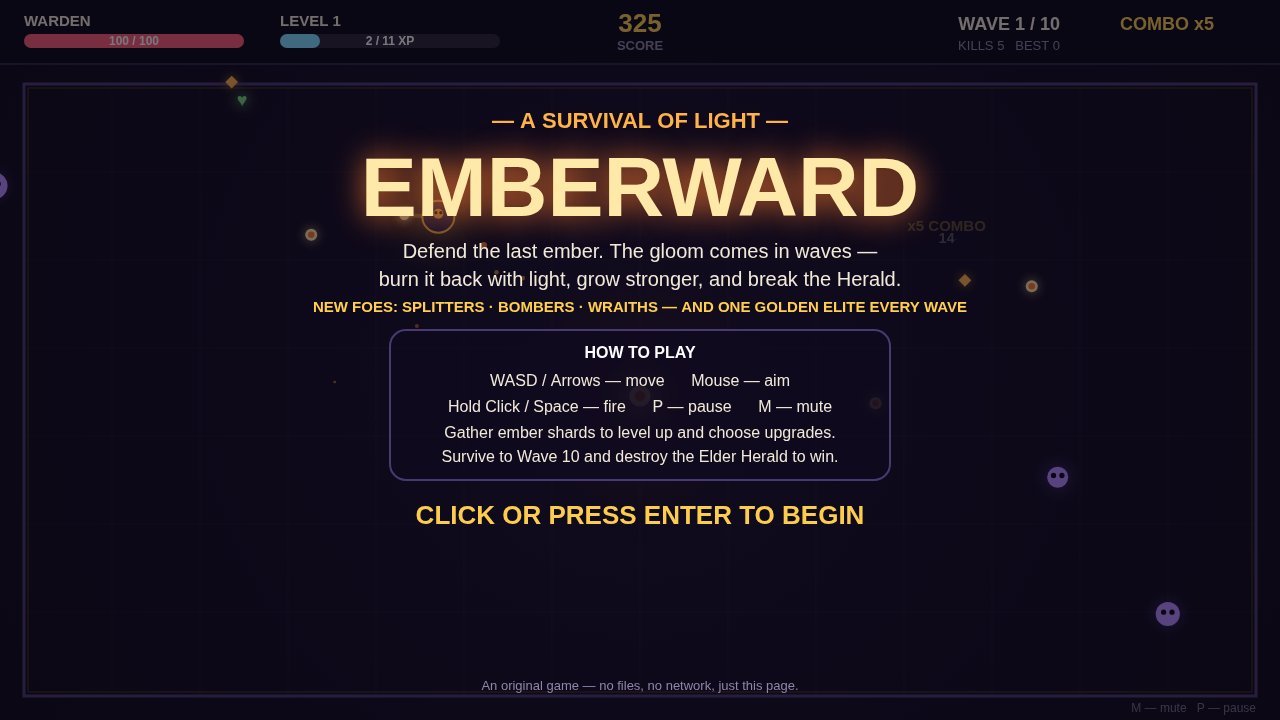 WARDEN
100 / 100
LEVEL 1
2 / 11 XP
325
SCORE
WAVE 1 / 10
KILLS 5 BEST 0
COMBO x5
— A SURVIVAL OF LIGHT —
EMBERWARD
x5 COMBO
14
Defend the last ember. The gloom comes in waves —
burn it back with light, grow stronger, and break the Herald.
NEW FOES: SPLITTERS · BOMBERS · WRAITHS — AND ONE GOLDEN ELITE EVERY WAVE
HOW TO PLAY
WASD / Arrows — move Mouse — aim
Hold Click / Space — fire P — pause M — mute
Gather ember shards to level up and choose upgrades.
Survive to Wave 10 and destroy the Elder Herald to win.
CLICK OR PRESS ENTER TO BEGIN
An original game — no files, no network, just this page.
M — mute P — pause